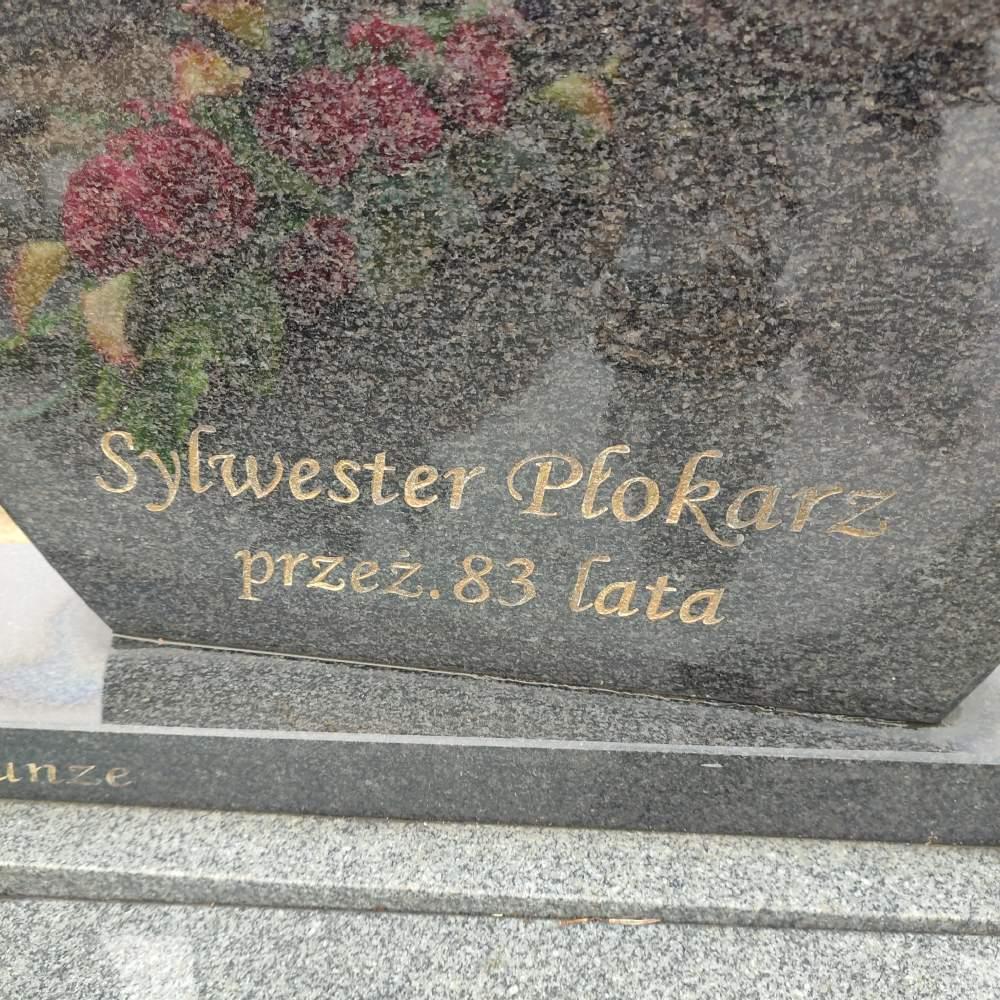 Sylwester Płokarz
przeż. 83 lata